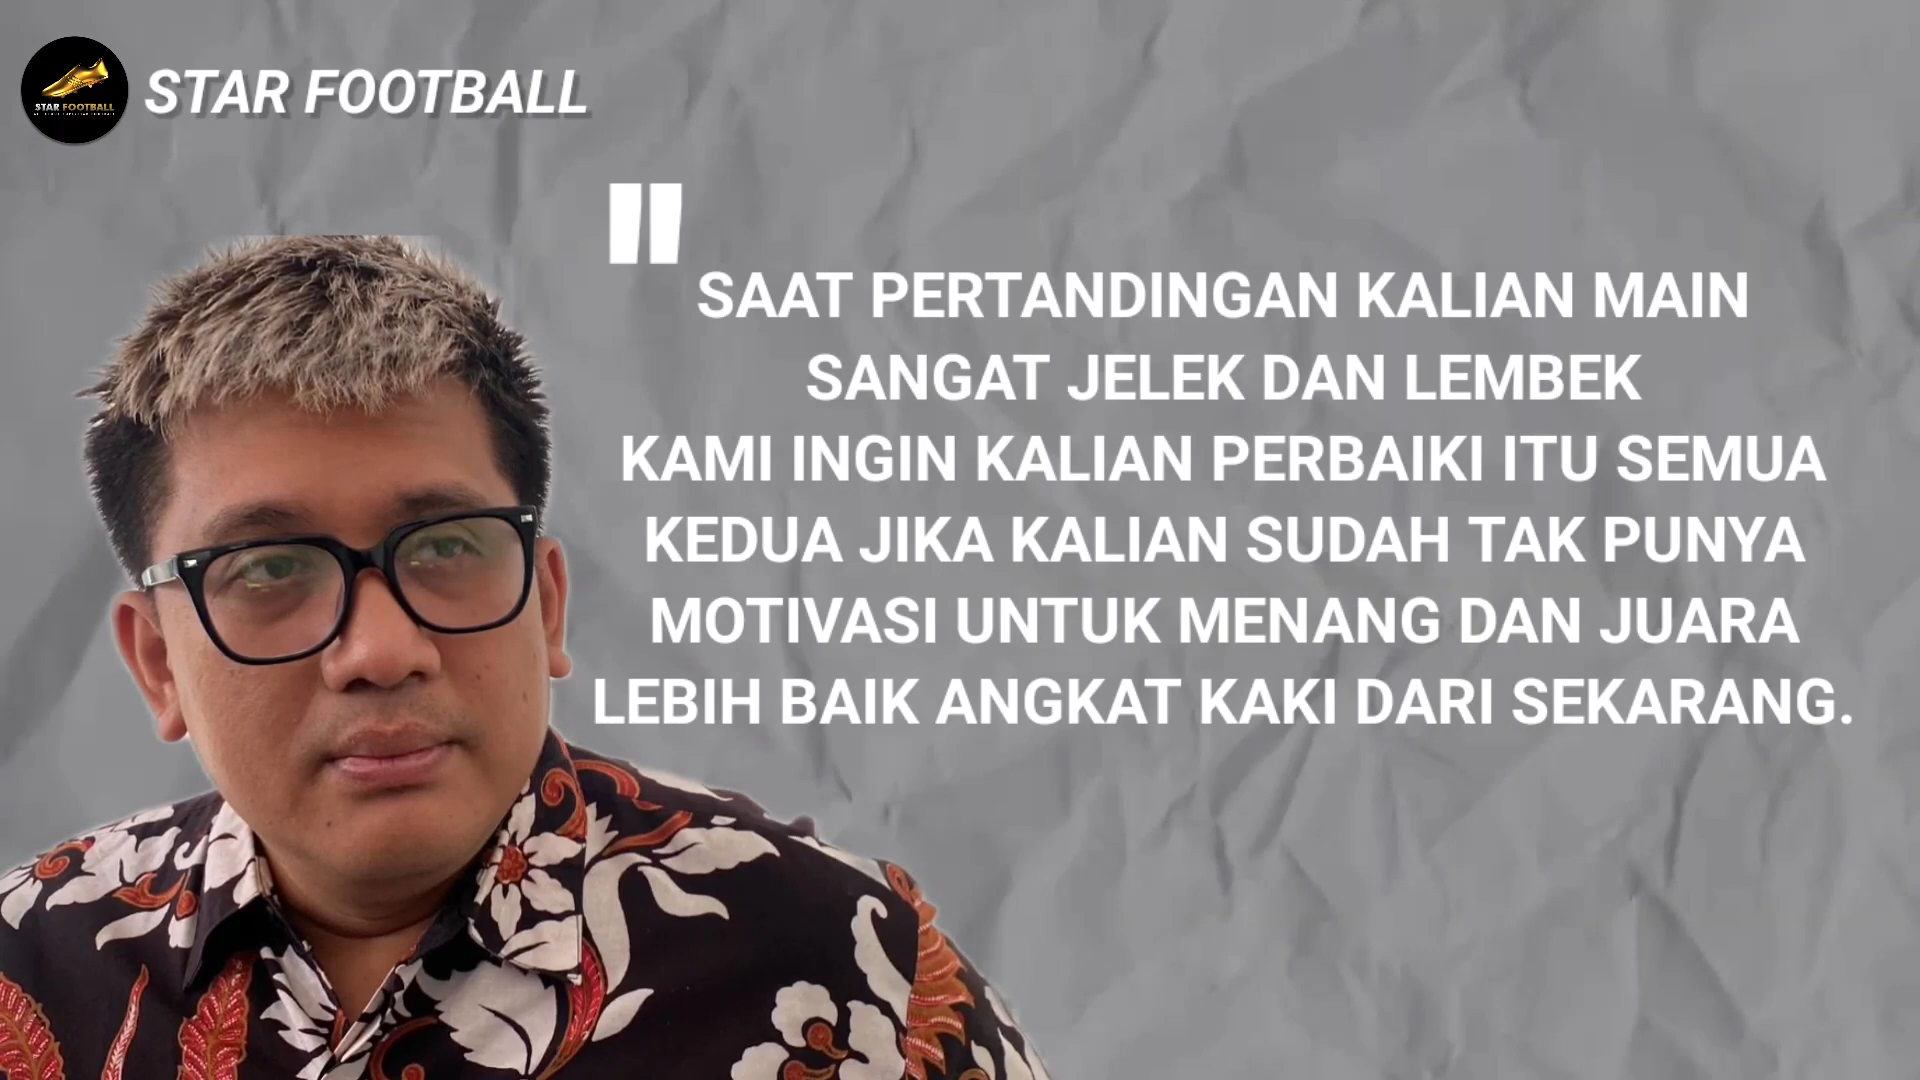 STAR FOOTBALL
STAR FOOTBALL
"
SAAT PERTANDINGAN KALIAN MAIN
SANGAT JELEK DAN LEMBEK
KAMI INGIN KALIAN PERBAIKI ITU SEMUA
KEDUA JIKA KALIAN SUDAH TAK PUNYA
MOTIVASI UNTUK MENANG DAN JUARA
LEBIH BAIK ANGKAT KAKI DARI SEKARANG.